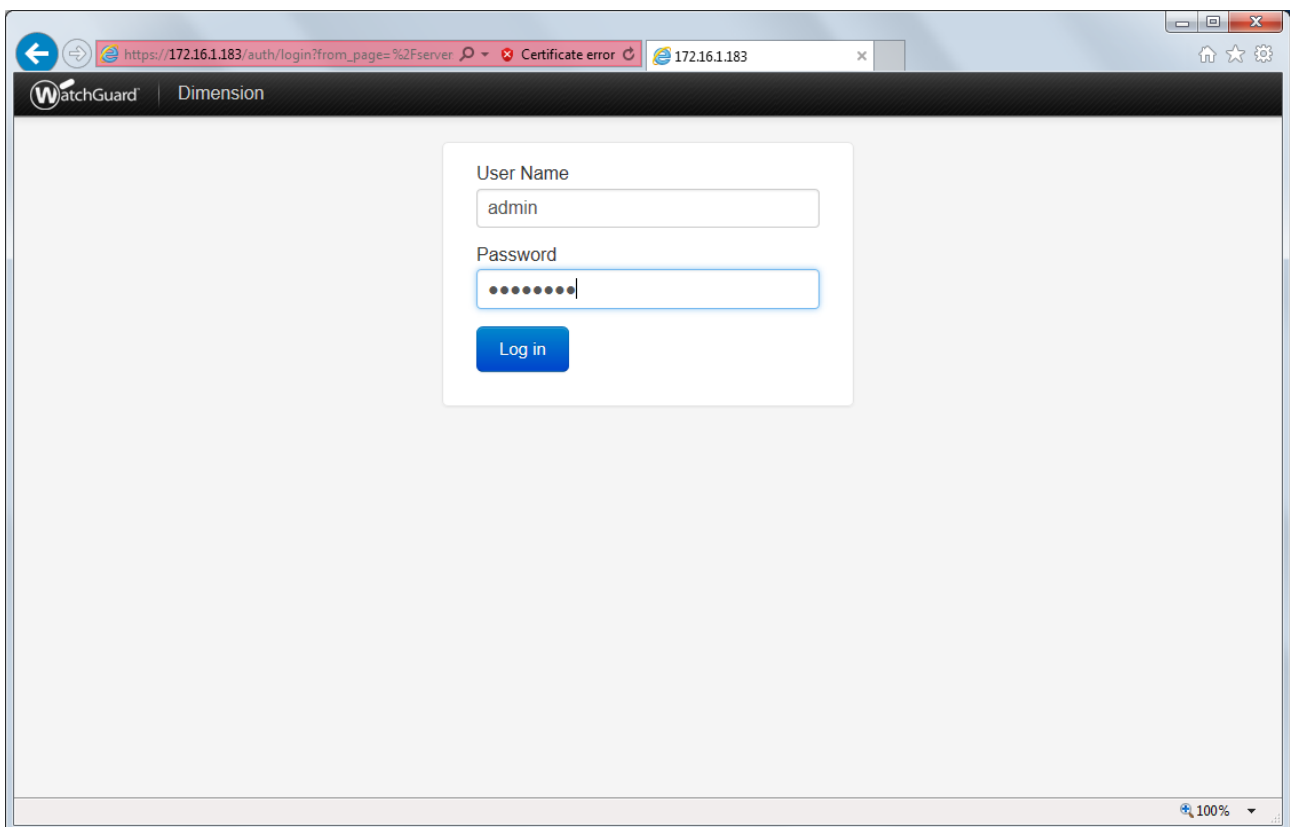 https://172.16.1.183/auth/login?from_page=%2Fserver
Certificate error
172.16.1.183
WatchGuard
Dimension
User Name
admin
Password
••••••••
Log in
100%